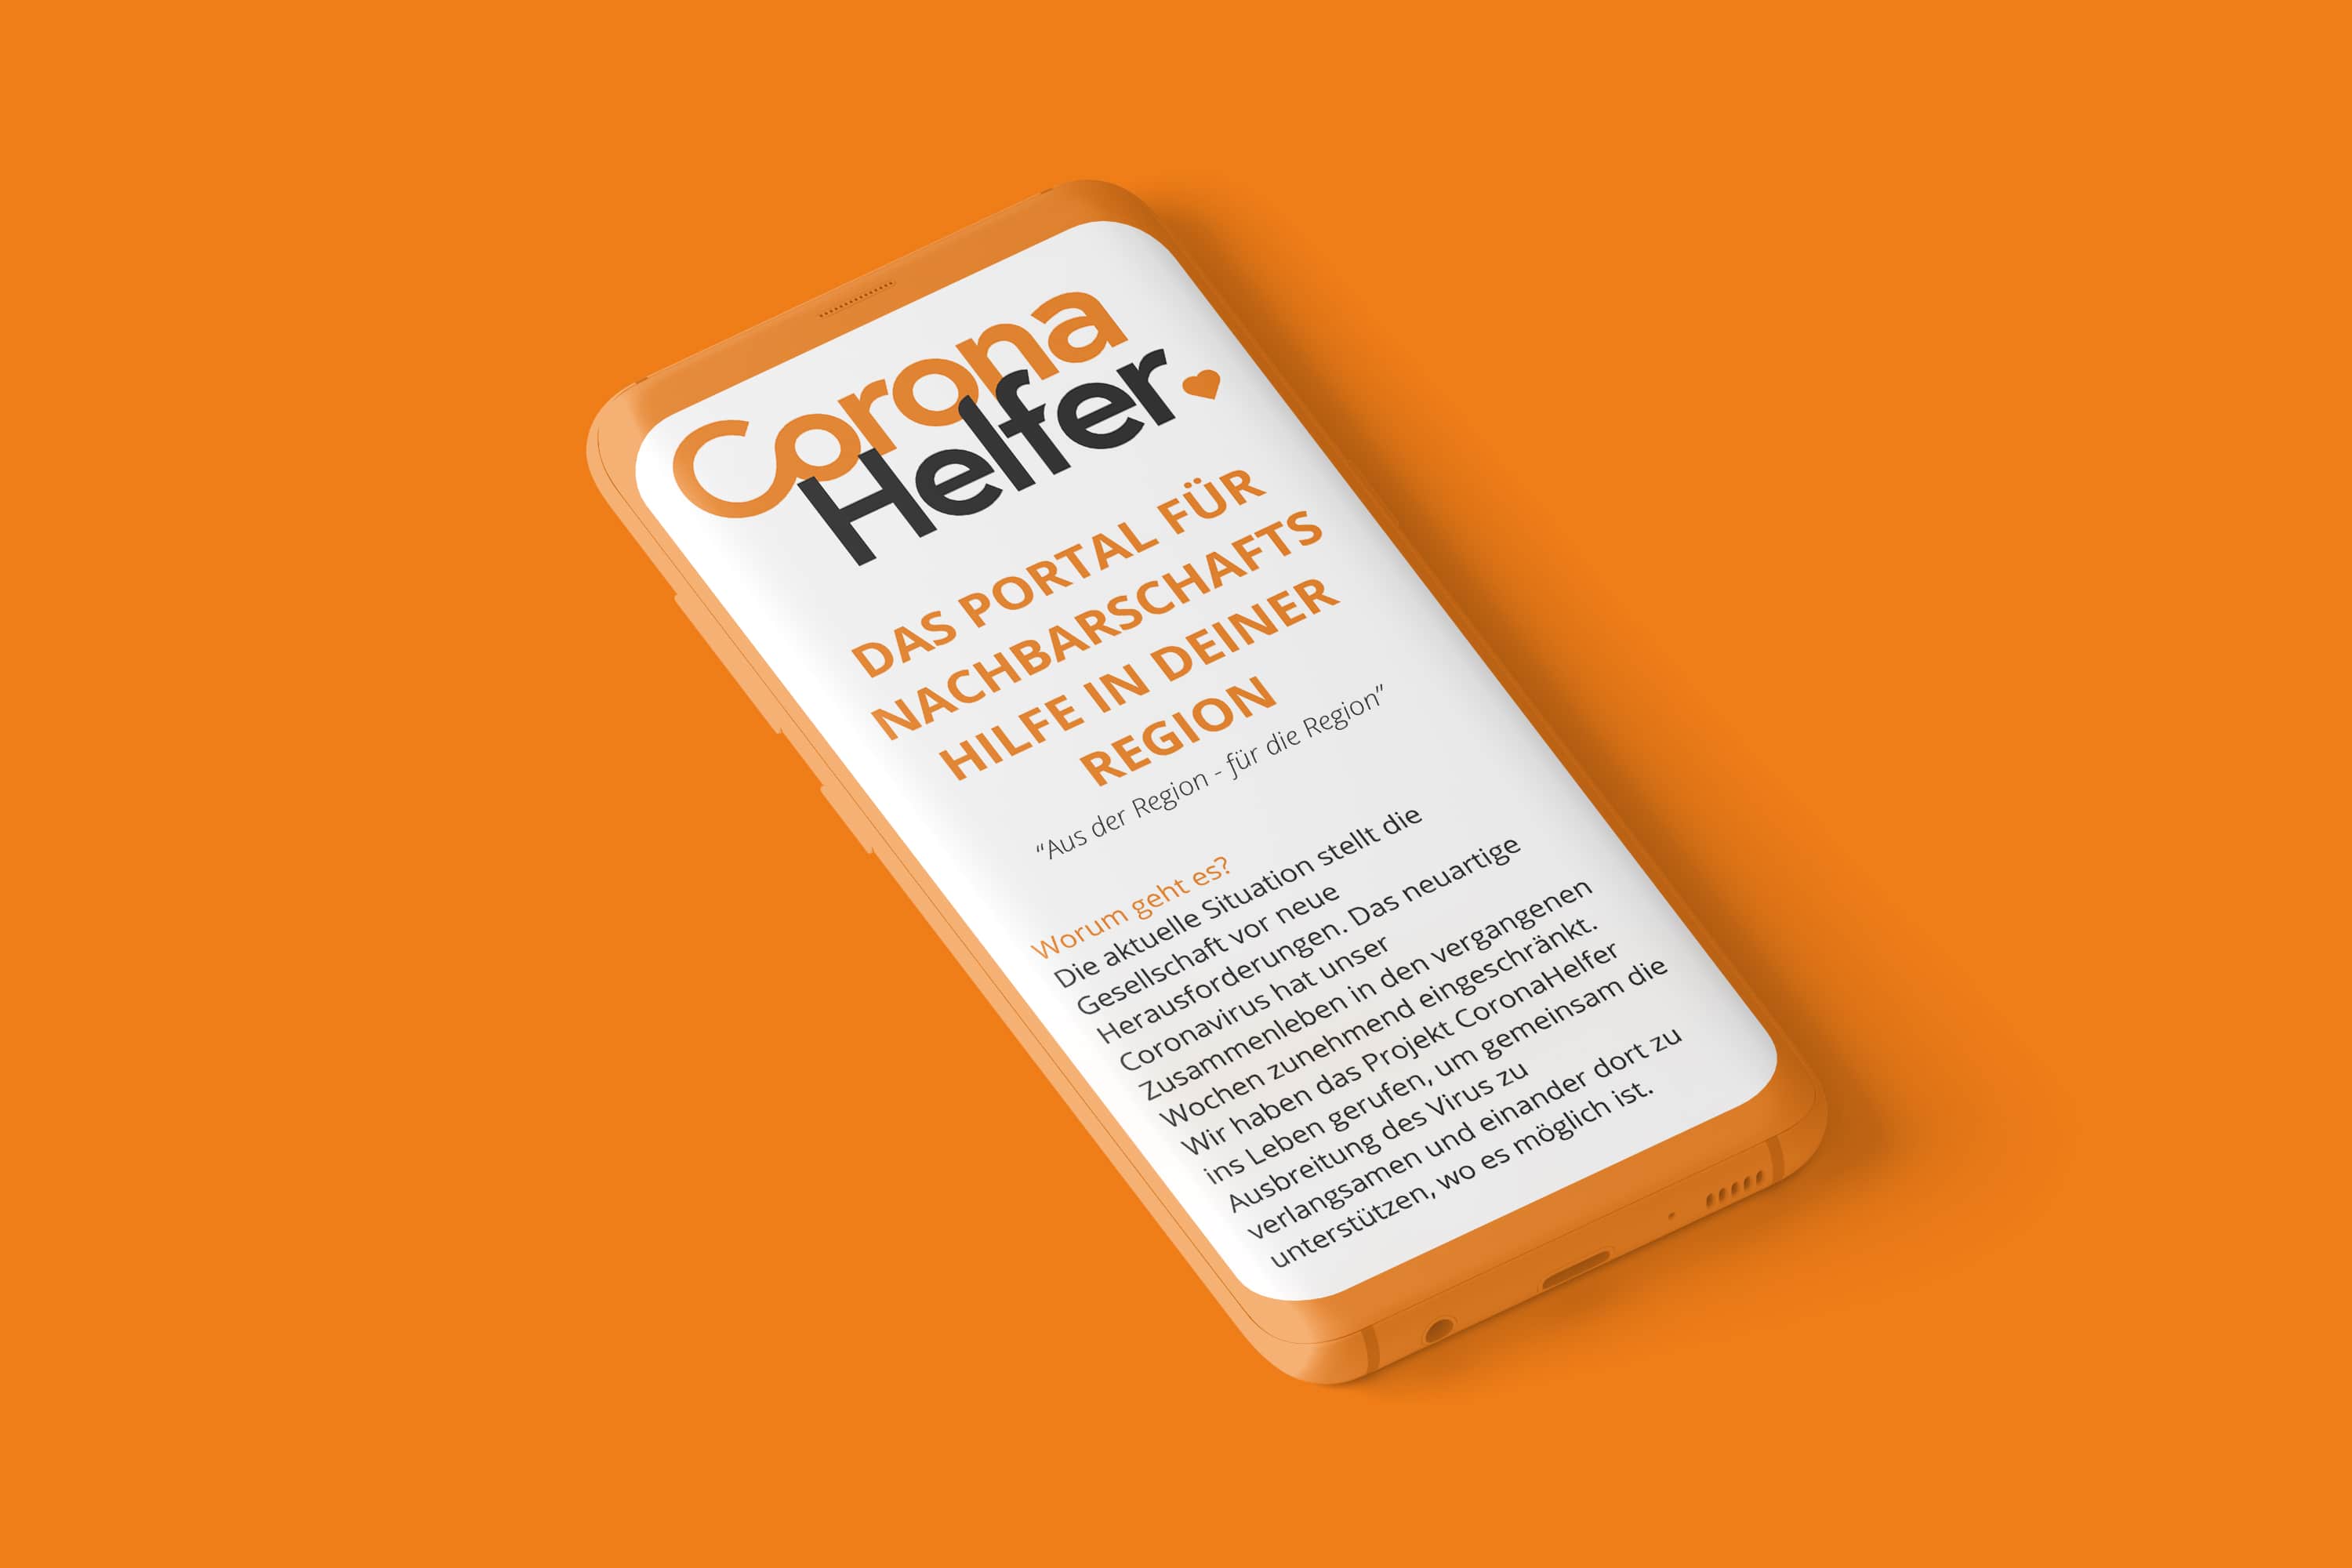 Corona
Helfer
DAS PORTAL FÜR
NACHBARSCHAFTS
HILFE IN DEINER
REGION
“Aus der Region - für die Region”
Worum geht es?
Die aktuelle Situation stellt die
Gesellschaft vor neue
Herausforderungen. Das neuartige
Coronavirus hat unser
Zusammenleben in den vergangenen
Wochen zunehmend eingeschränkt.
Wir haben das Projekt CoronaHelfer
ins Leben gerufen, um gemeinsam die
Ausbreitung des Virus zu
verlangsamen und einander dort zu
unterstützen, wo es möglich ist.